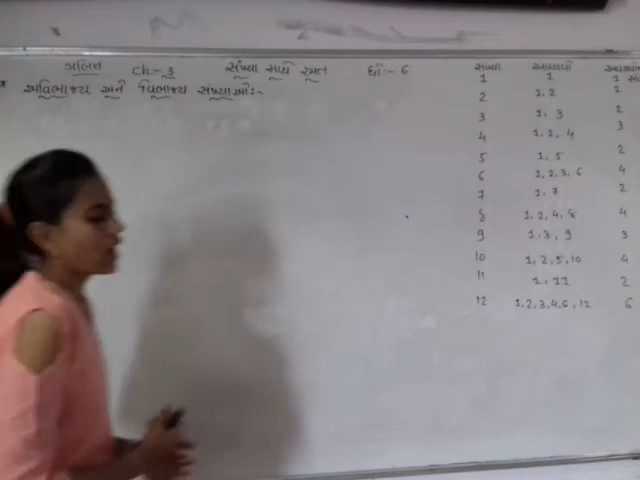 ગણિત ch:- 3 સંખ્યા સાથે રમત ધો :- 6
* અવિભાજ્ય અને વિભાજ્ય સંખ્યાઓ :-
સંખ્યા અવયવો
1 1 1
2 1, 2 2
3 1, 3 2
4 1, 2, 4 3
5 1, 5 2
6 1, 2, 3, 6 4
7 1, 7 2
8 1, 2, 4, 8 4
9 1, 3, 9 3
10 1, 2, 5, 10 4
11 1, 11 2
12 1, 2, 3, 4, 6, 12 6